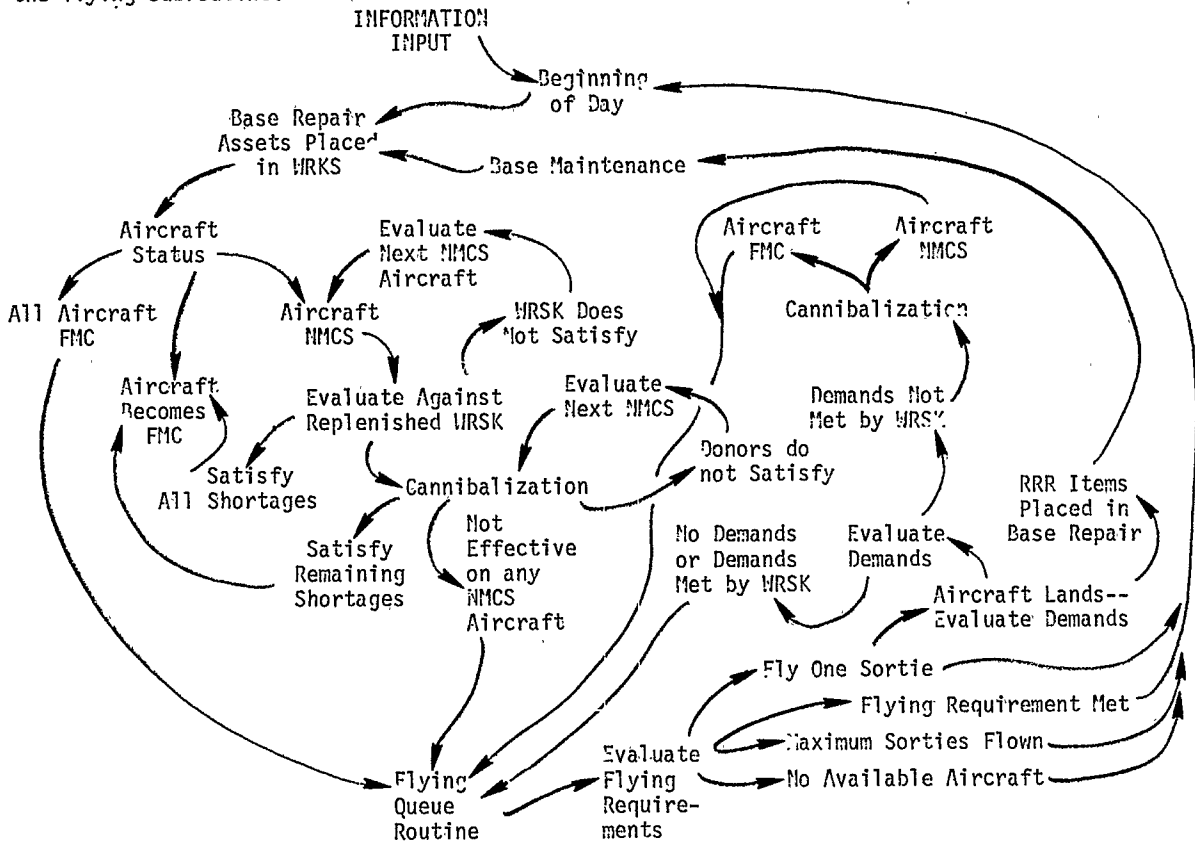 the Flying Subroutine.
INFORMATION
INPUT
Beginning
of Day
Base Repair
Assets Placed
in WRKS
Base Maintenance
Aircraft
Status
Evaluate
Next NMCS
Aircraft
Aircraft
FMC
Aircraft
NMCS
All Aircraft
FMC
Aircraft
NMCS
WRSK Does
Not Satisfy
Cannibalization
Aircraft
Becomes
FMC
Evaluate Against
Replenished WRSK
Evaluate
Next NMCS
Demands Not
Met by WRSK
Donors do
not Satisfy
Satisfy
All Shortages
Cannibalization
RRR Items
Placed in
Base Repair
Satisfy
Remaining
Shortages
Not
Effective
on any
NMCS
Aircraft
No Demands
or Demands
Met by WRSK
Evaluate
Demands
Aircraft Lands--
Evaluate Demands
Fly One Sortie
Flying Requirement Met
Maximum Sorties Flown
No Available Aircraft
Flying
Queue
Routine
Evaluate
Flying
Require-
ments